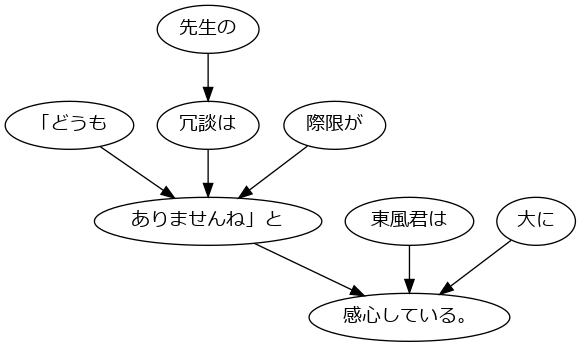 先生の
「どうも
冗談は
際限が
ありませんね」と
東風君は
大に
感心している。